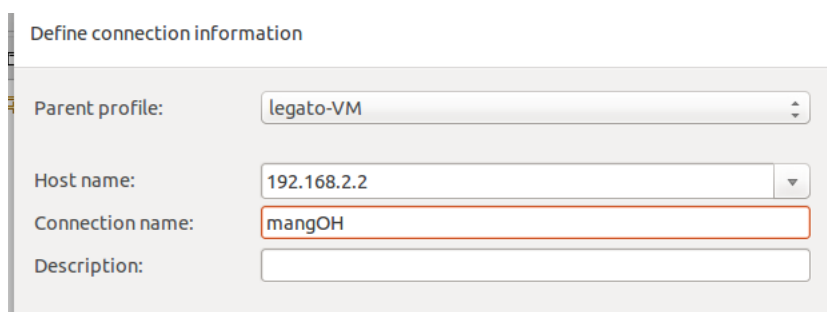 Define connection information
Parent profile: legato-VM
Host name: 192.168.2.2
Connection name: mangOH
Description: